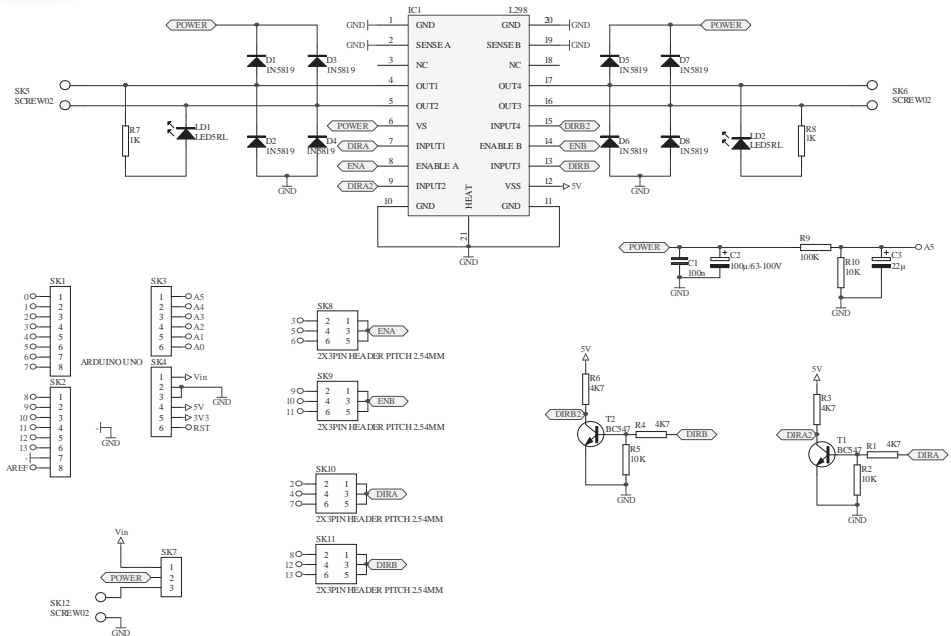 IC1 L298
POWER
POWER
GND 1 GND GND 20 GND
GND 2 SENSE A SENSE B 19 GND
3 NC NC 18
4 OUT1 OUT4 17
5 OUT2 OUT3 16
POWER 6 VS INPUT4 15 DIRB2
DIRA 7 INPUT1 ENABLE B 14 ENB
ENA 8 ENABLE A INPUT3 13 DIRB
DIRA2 9 INPUT2 VSS 12 5V
10 GND GND 11
HEAT
21
GND
D1
1N5819
D3
1N5819
D5
1N5819
D7
1N5819
SK5
SCREW02
SK6
SCREW02
R7
1K
LD1
LED5RL
D2
1N5819
D4
1N5819
D6
1N5819
D8
1N5819
LD2
LED5RL
R8
1K
GND
GND
POWER
C1
100n
C2
100µ/63-100V
R9
100K
R10
10K
C3
22µ
A5
GND
GND
SK1
0 1
1 2
2 3
3 4
4 5
5 6
6 7
7 8
ARDUINO UNO
SK2
8 1
9 2
10 3
11 4
12 5
13 6
- 7
AREF 8
-
GND
SK3
1 A5
2 A4
3 A3
4 A2
5 A1
6 A0
SK4
1 Vin
2
3
GND
4 5V
5 3V3
6 RST
SK8
3 2 1
5 4 3 ENA
6 6 5
2X3PIN HEADER PITCH 2.54MM
SK9
9 2 1
10 4 3 ENB
11 6 5
2X3PIN HEADER PITCH 2.54MM
SK10
2 2 1
4 4 3 DIRA
7 6 5
2X3PIN HEADER PITCH 2.54MM
SK11
8 2 1
12 4 3 DIRB
13 6 5
2X3PIN HEADER PITCH 2.54MM
5V
R6
4K7
DIRB2
T2
BC547
R4 4K7
DIRB
R5
10K
GND
5V
R3
4K7
DIRA2
T1
BC547
R1 4K7
DIRA
R2
10K
GND
Vin
SK7
1
POWER 2
3
SK12
SCREW02
GND